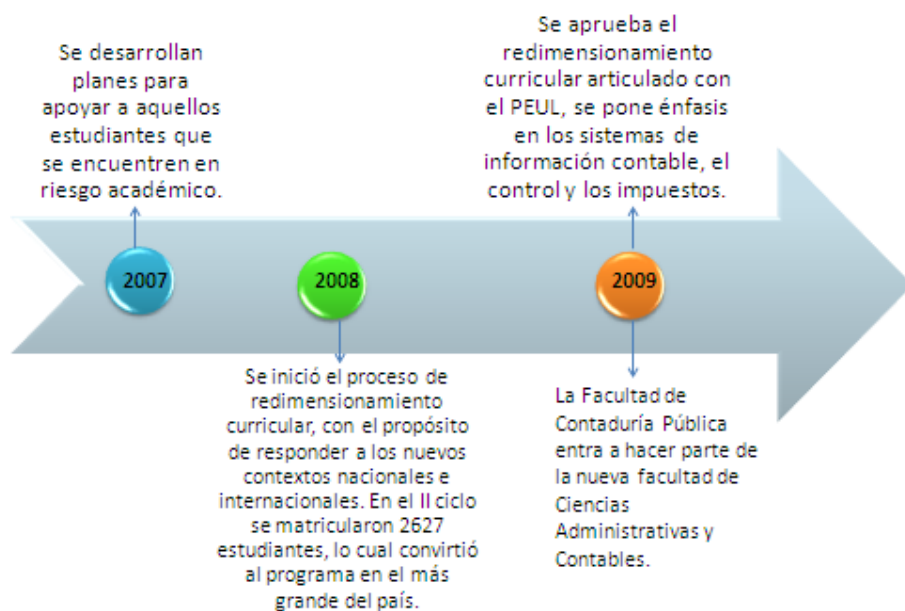 Se desarrollan
planes para
apoyar a aquellos
estudiantes que
se encuentren en
riesgo académico.
Se aprueba el
redimensionamiento
curricular articulado con
el PEUL, se pone énfasis
en los sistemas de
información contable, el
control y los impuestos.
2007
2008
2009
Se inició el proceso de
redimensionamiento
curricular, con el propósito
de responder a los nuevos
contextos nacionales e
internacionales. En el II ciclo
se matricularon 2627
estudiantes, lo cual convirtió
al programa en el más
grande del país.
La Facultad de
Contaduría Pública
entra a hacer parte de
la nueva facultad de
Ciencias
Administrativas y
Contables.